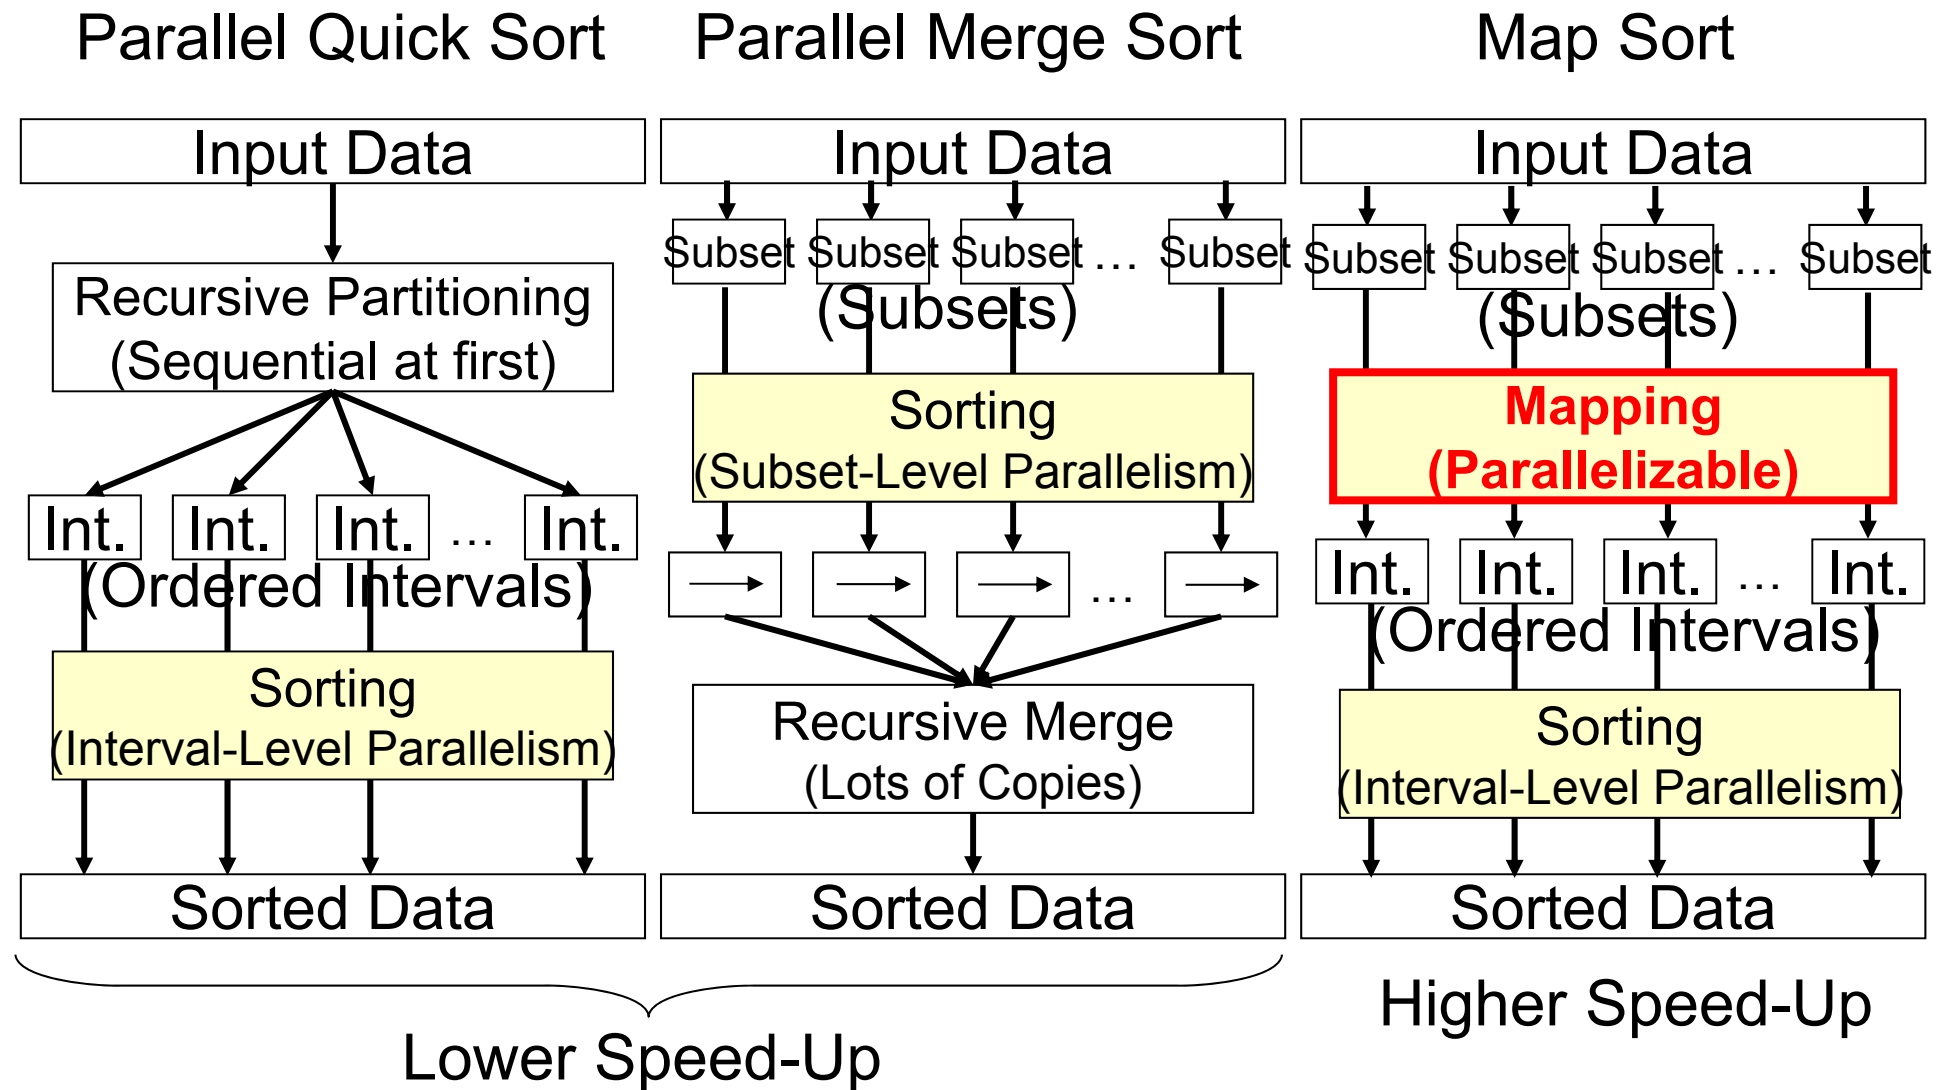 Parallel Quick Sort
Input Data
Recursive Partitioning
(Sequential at first)
Int. Int. Int. … Int.
(Ordered Intervals)
Sorting
(Interval-Level Parallelism)
Sorted Data
Parallel Merge Sort
Input Data
Subset Subset Subset … Subset
(Subsets)
Sorting
(Subset-Level Parallelism)
…
Recursive Merge
(Lots of Copies)
Sorted Data
Lower Speed-Up
Map Sort
Input Data
Subset Subset Subset … Subset
(Subsets)
Mapping
(Parallelizable)
Int. Int. Int. … Int.
(Ordered Intervals)
Sorting
(Interval-Level Parallelism)
Sorted Data
Higher Speed-Up